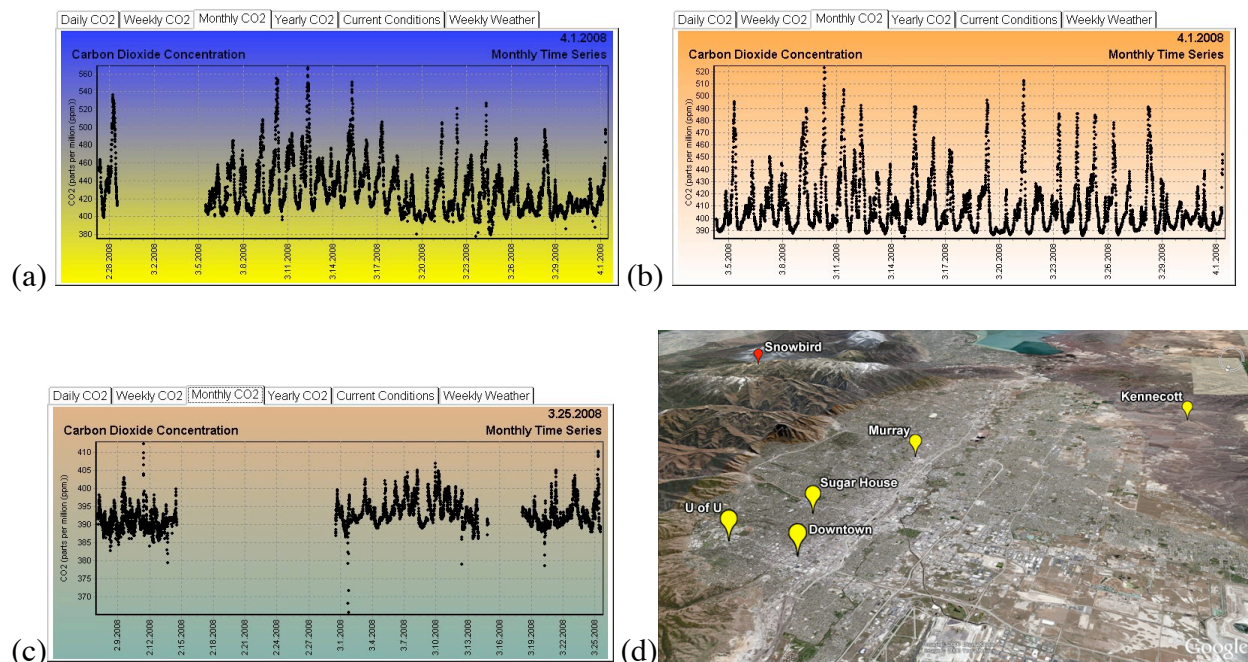 Daily CO2 Weekly CO2 Monthly CO2 Yearly CO2 Current Conditions Weekly Weather
4.1.2008
Carbon Dioxide Concentration Monthly Time Series
CO2 (parts per million (ppm))
560
540
520
500
480
460
440
420
400
380
2.28.2008 3.2.2008 3.5.2008 3.8.2008 3.11.2008 3.14.2008 3.17.2008 3.20.2008 3.23.2008 3.26.2008 3.29.2008 4.1.2008
(a)
Daily CO2 Weekly CO2 Monthly CO2 Yearly CO2 Current Conditions Weekly Weather
4.1.2008
Carbon Dioxide Concentration Monthly Time Series
CO2 (parts per million (ppm))
520
510
500
490
480
470
460
450
440
430
420
410
400
390
3.5.2008 3.8.2008 3.11.2008 3.14.2008 3.17.2008 3.20.2008 3.23.2008 3.26.2008 3.29.2008 4.1.2008
(b)
Daily CO2 Weekly CO2 Monthly CO2 Yearly CO2 Current Conditions Weekly Weather
3.25.2008
Carbon Dioxide Concentration Monthly Time Series
CO2 (parts per million (ppm))
410
405
400
395
390
385
380
375
370
2.9.2008 2.12.2008 2.15.2008 2.18.2008 2.21.2008 2.24.2008 2.27.2008 3.1.2008 3.4.2008 3.7.2008 3.10.2008 3.13.2008 3.16.2008 3.19.2008 3.22.2008 3.25.2008
(c)
Snowbird
Kennecott
Murray
Sugar House
U of U
Downtown
Google
(d)